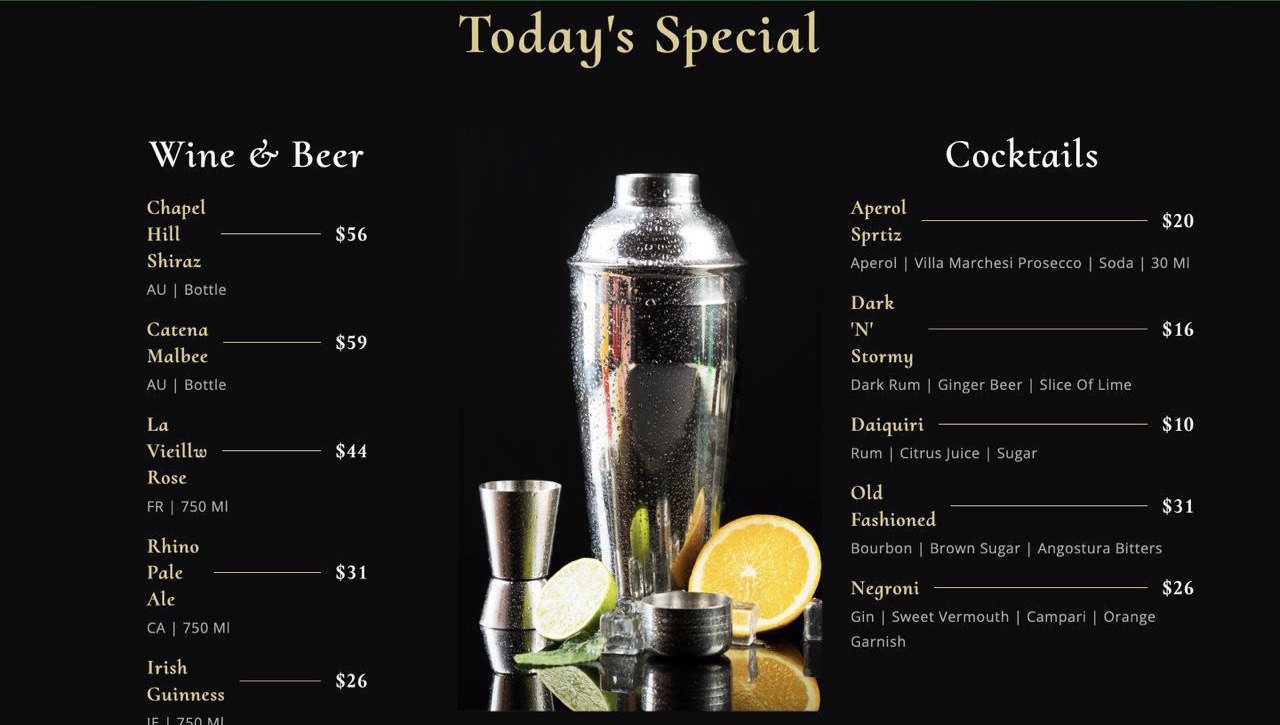 Today's Special
Wine & Beer
Chapel
Hill
Shiraz
$56
AU | Bottle
Catena
Malbee
$59
AU | Bottle
La
Vieillw
Rose
$44
FR | 750 Ml
Rhino
Pale
Ale
$31
CA | 750 Ml
Irish
Guinness
$26
IE | 750 Ml
Cocktails
Aperol
Sprtiz
$20
Aperol | Villa Marchesi Prosecco | Soda | 30 Ml
Dark
'N'
Stormy
$16
Dark Rum | Ginger Beer | Slice Of Lime
Daiquiri
$10
Rum | Citrus Juice | Sugar
Old
Fashioned
$31
Bourbon | Brown Sugar | Angostura Bitters
Negroni
$26
Gin | Sweet Vermouth | Campari | Orange
Garnish